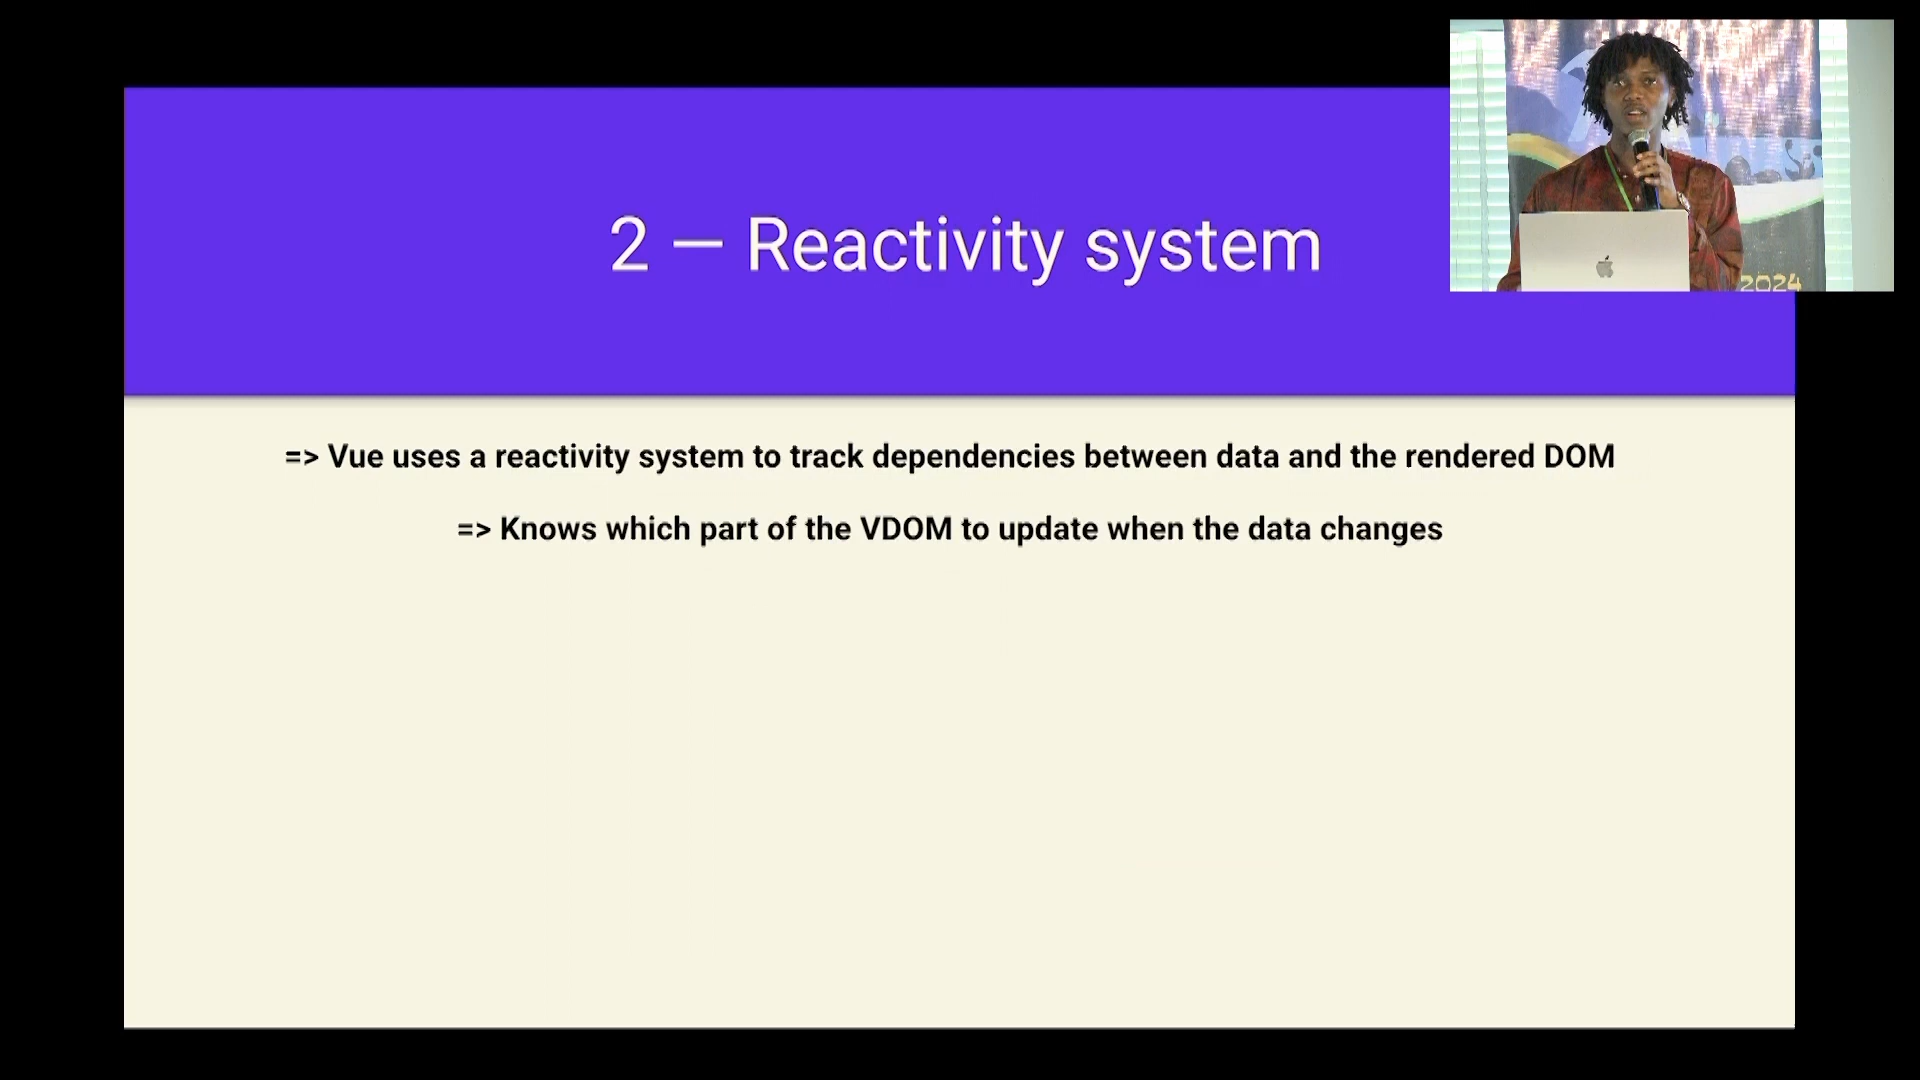 2 — Reactivity system
2024
=> Vue uses a reactivity system to track dependencies between data and the rendered DOM
=> Knows which part of the VDOM to update when the data changes